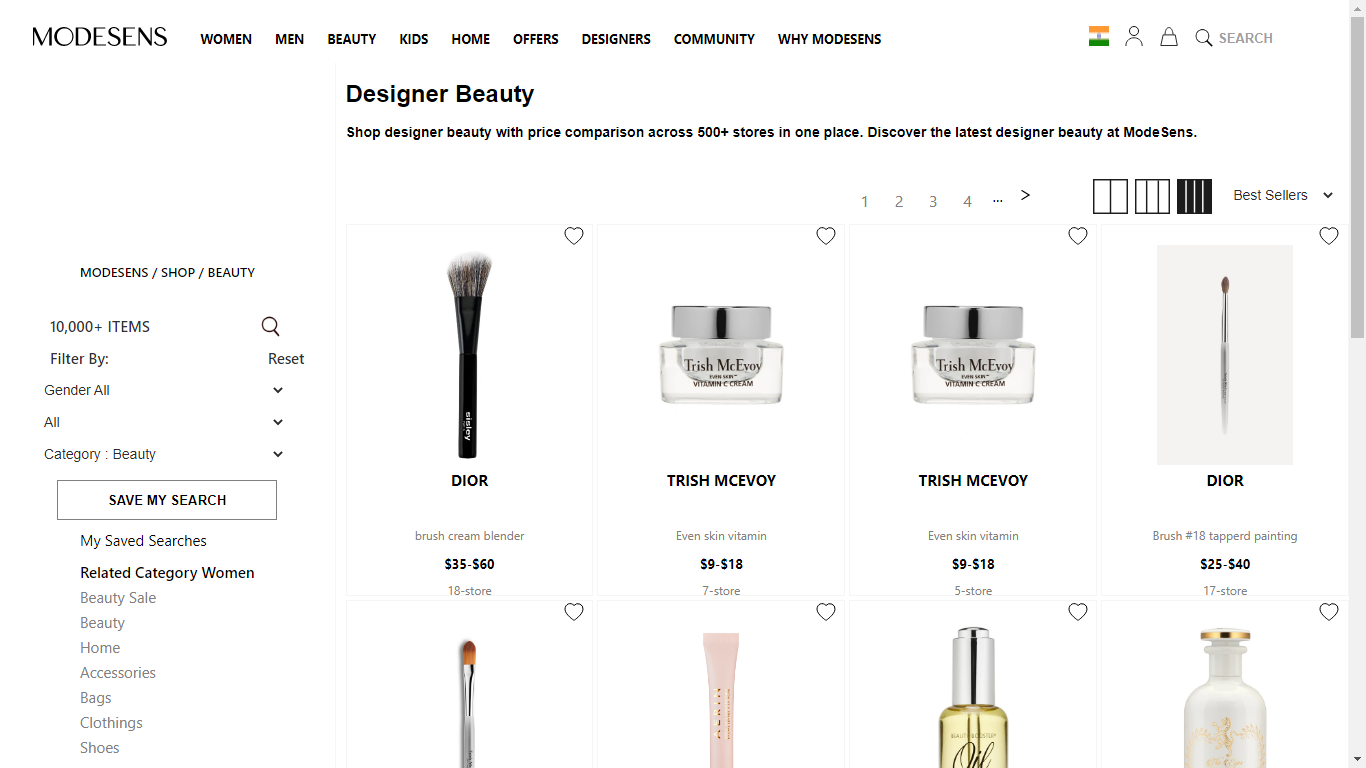 MODESENS WOMEN MEN BEAUTY KIDS HOME OFFERS DESIGNERS COMMUNITY WHY MODESENS SEARCH
Designer Beauty
Shop designer beauty with price comparison across 500+ stores in one place. Discover the latest designer beauty at ModeSens.
1 2 3 4 ... > Best Sellers
MODESENS / SHOP / BEAUTY
10,000+ ITEMS
Filter By: Reset
Gender All
All
Category : Beauty
SAVE MY SEARCH
My Saved Searches
Related Category Women
Beauty Sale
Beauty
Home
Accessories
Bags
Clothings
Shoes
sisley
DIOR
brush cream blender
$35-$60
18-store
Trish McEvoy
EVEN SKIN™
VITAMIN C CREAM
TRISH MCEVOY
Even skin vitamin
$9-$18
7-store
Trish McEvoy
EVEN SKIN™
VITAMIN C CREAM
TRISH MCEVOY
Even skin vitamin
$9-$18
5-store
DIOR
Brush #18 tapperd painting
$25-$40
17-store
AERIN
BEAUTY BOOSTER®
Oil